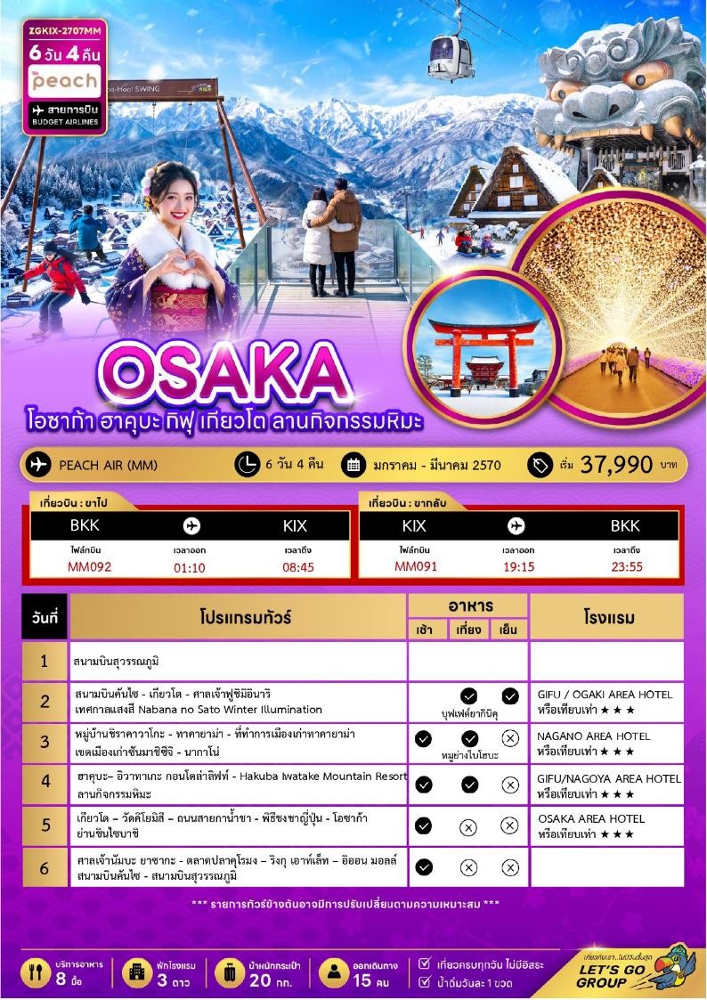 ZGKIX-2707MM
6 วัน 4 คืน
peach
สายการบิน
BUDGET AIRLINES
oo-Hoo! SWING
OSAKA
โอซาก้า ฮาคุบะ กิฟุ เกียวโต ลานกิจกรรมหิมะ
PEACH AIR (MM) 6 วัน 4 คืน มกราคม - มีนาคม 2570 เริ่ม 37,990 บาท
เที่ยวบิน : ขาไป
BKK KIX
ไฟล์ทบิน เวลาออก เวลาถึง
MM092 01:10 08:45
เที่ยวบิน : ขากลับ
KIX BKK
ไฟล์ทบิน เวลาออก เวลาถึง
MM091 19:15 23:55
วันที่ โปรแกรมทัวร์ อาหาร โรงแรม
เช้า เที่ยง เย็น
1 สนามบินสุวรรณภูมิ
2 สนามบินคันไซ - เกียวโต - ศาลเจ้าฟูชิมิอินาริ GIFU / OGAKI AREA HOTEL
เทศกาลแสงสี Nabana no Sato Winter Illumination บุฟเฟ่ต์ยากินิคุ หรือเทียบเท่า ★ ★ ★
3 หมู่บ้านชิราคาวาโกะ - ทาคายาม่า - ที่ทำการเมืองเก่าทาคายาม่า NAGANO AREA HOTEL
เขตเมืองเก่าซันมาชิซึจิ - นากาโน่ หมูย่างใบโฮบะ หรือเทียบเท่า ★ ★ ★
4 ฮาคุบะ– อิวาทาเกะ กอนโดล่าลิฟท์ - Hakuba Iwatake Mountain Resort GIFU/NAGOYA AREA HOTEL
ลานกิจกรรมหิมะ หรือเทียบเท่า ★ ★ ★
5 เกียวโต – วัดคิโยมิสึ – ถนนสายกาน้ำชา - พิธีชงชาญี่ปุ่น - โอซาก้า OSAKA AREA HOTEL
ย่านชินไซบาชิ หรือเทียบเท่า ★ ★ ★
6 ศาลเจ้านัมบะ ยาซากะ - ตลาดปลาคุโรมง – ริงกุ เอาท์เล็ท – อิออน มอลล์
สนามบินคันไซ - สนามบินสุวรรณภูมิ
*** รายการทัวร์ข้างต้นอาจมีการปรับเปลี่ยนตามความเหมาะสม ***
บริการอาหาร
8 มื้อ
พักโรงแรม
3 ดาว
น้ำหนักกระเป๋า
20 กก.
ออกเดินทาง
15 คน
เที่ยวครบทุกวัน ไม่มีอิสระ
น้ำดื่มวันละ 1 ขวด
เที่ยวกับเรา...ไม่มีวันสิ้นสุด
LET'S GO
GROUP